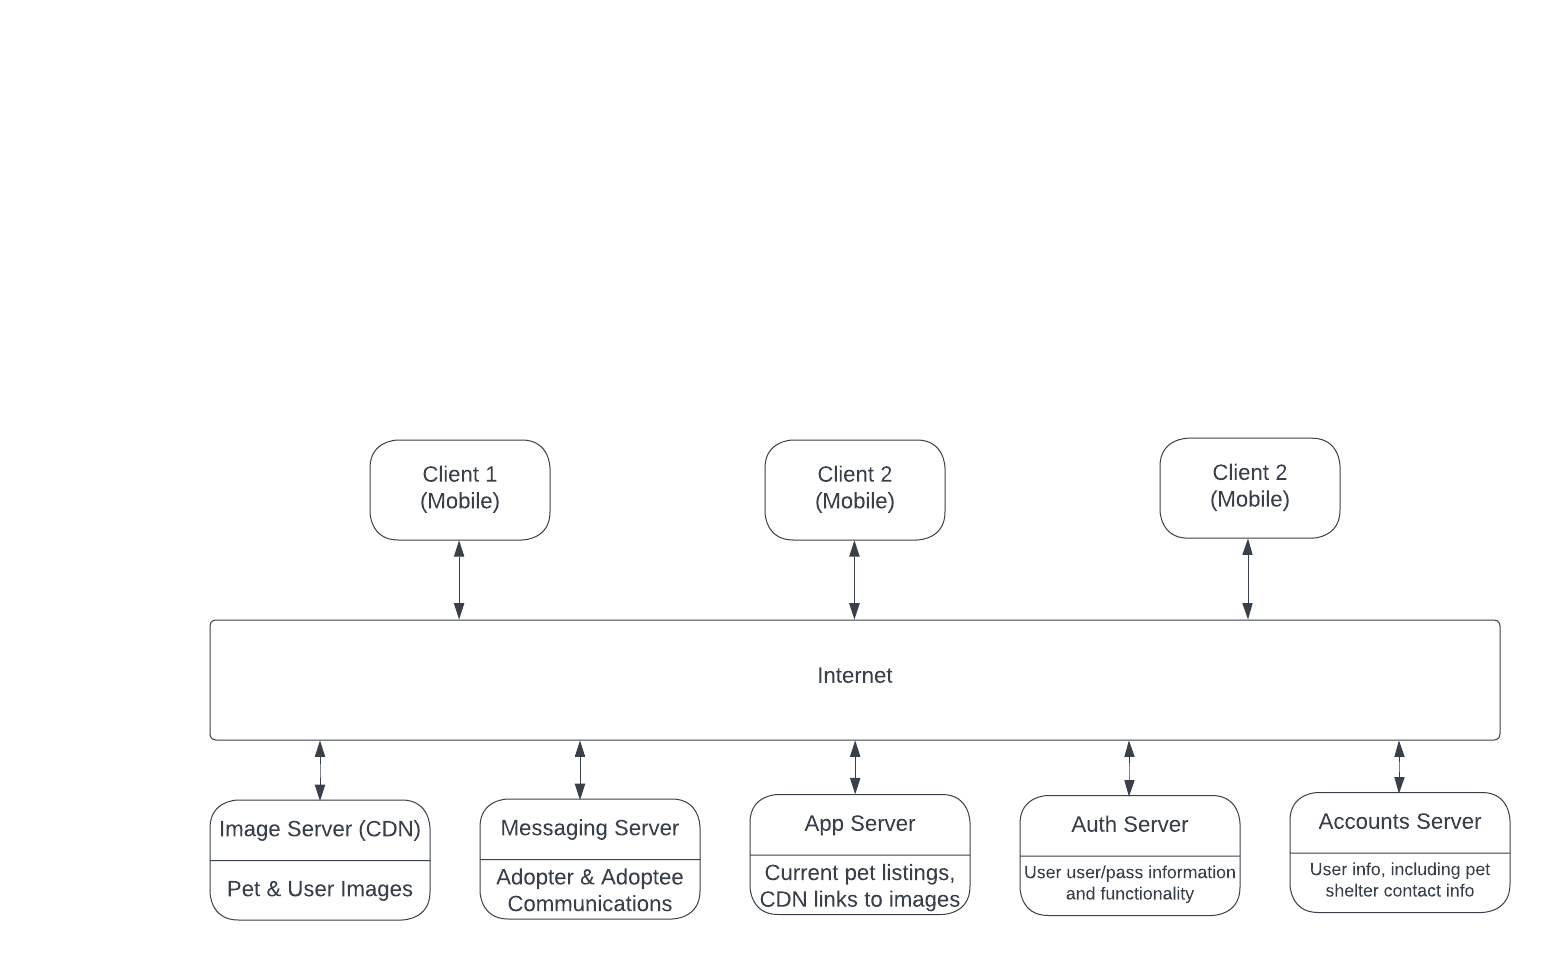 Client 1
(Mobile)
Client 2
(Mobile)
Client 2
(Mobile)
Internet
Image Server (CDN)
Pet & User Images
Messaging Server
Adopter & Adoptee
Communications
App Server
Current pet listings,
CDN links to images
Auth Server
User user/pass information
and functionality
Accounts Server
User info, including pet
shelter contact info